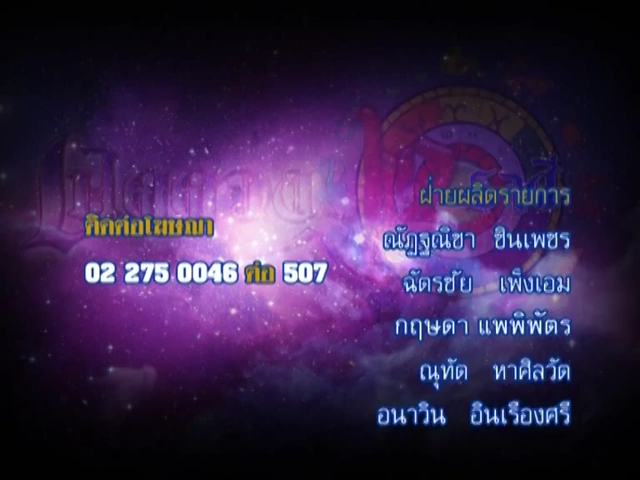 ติดต่อโฆษณา
02 275 0046 ต่อ 507
ฝ่ายผลิตรายการ
ณัฏฐณิชา ชินเพชร
ฉัตรชัย เพ็งเอม
กฤษดา แพพิพัตร
ณุทัด หาศิลวัต
อนาวิน อินเรืองศรี